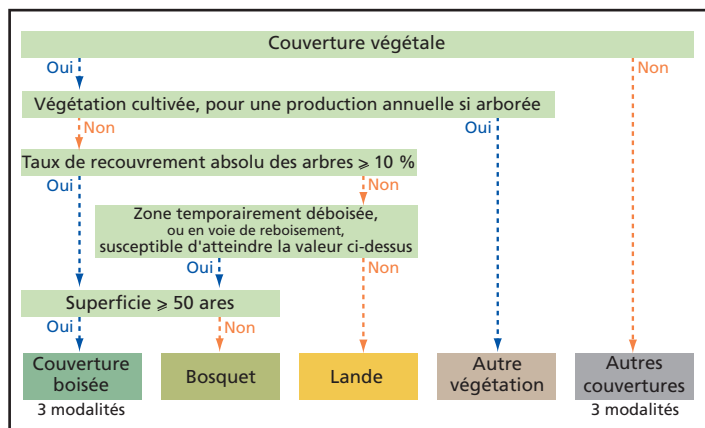 Couverture végétale
Oui
Non
Végétation cultivée, pour une production annuelle si arborée
Non
Oui
Taux de recouvrement absolu des arbres ⩾ 10 %
Oui
Non
Zone temporairement déboisée,
ou en voie de reboisement,
susceptible d'atteindre la valeur ci-dessus
Oui
Non
Superficie ⩾ 50 ares
Oui
Non
Couverture
boisée
Bosquet
Lande
Autre
végétation
Autres
couvertures
3 modalités
3 modalités